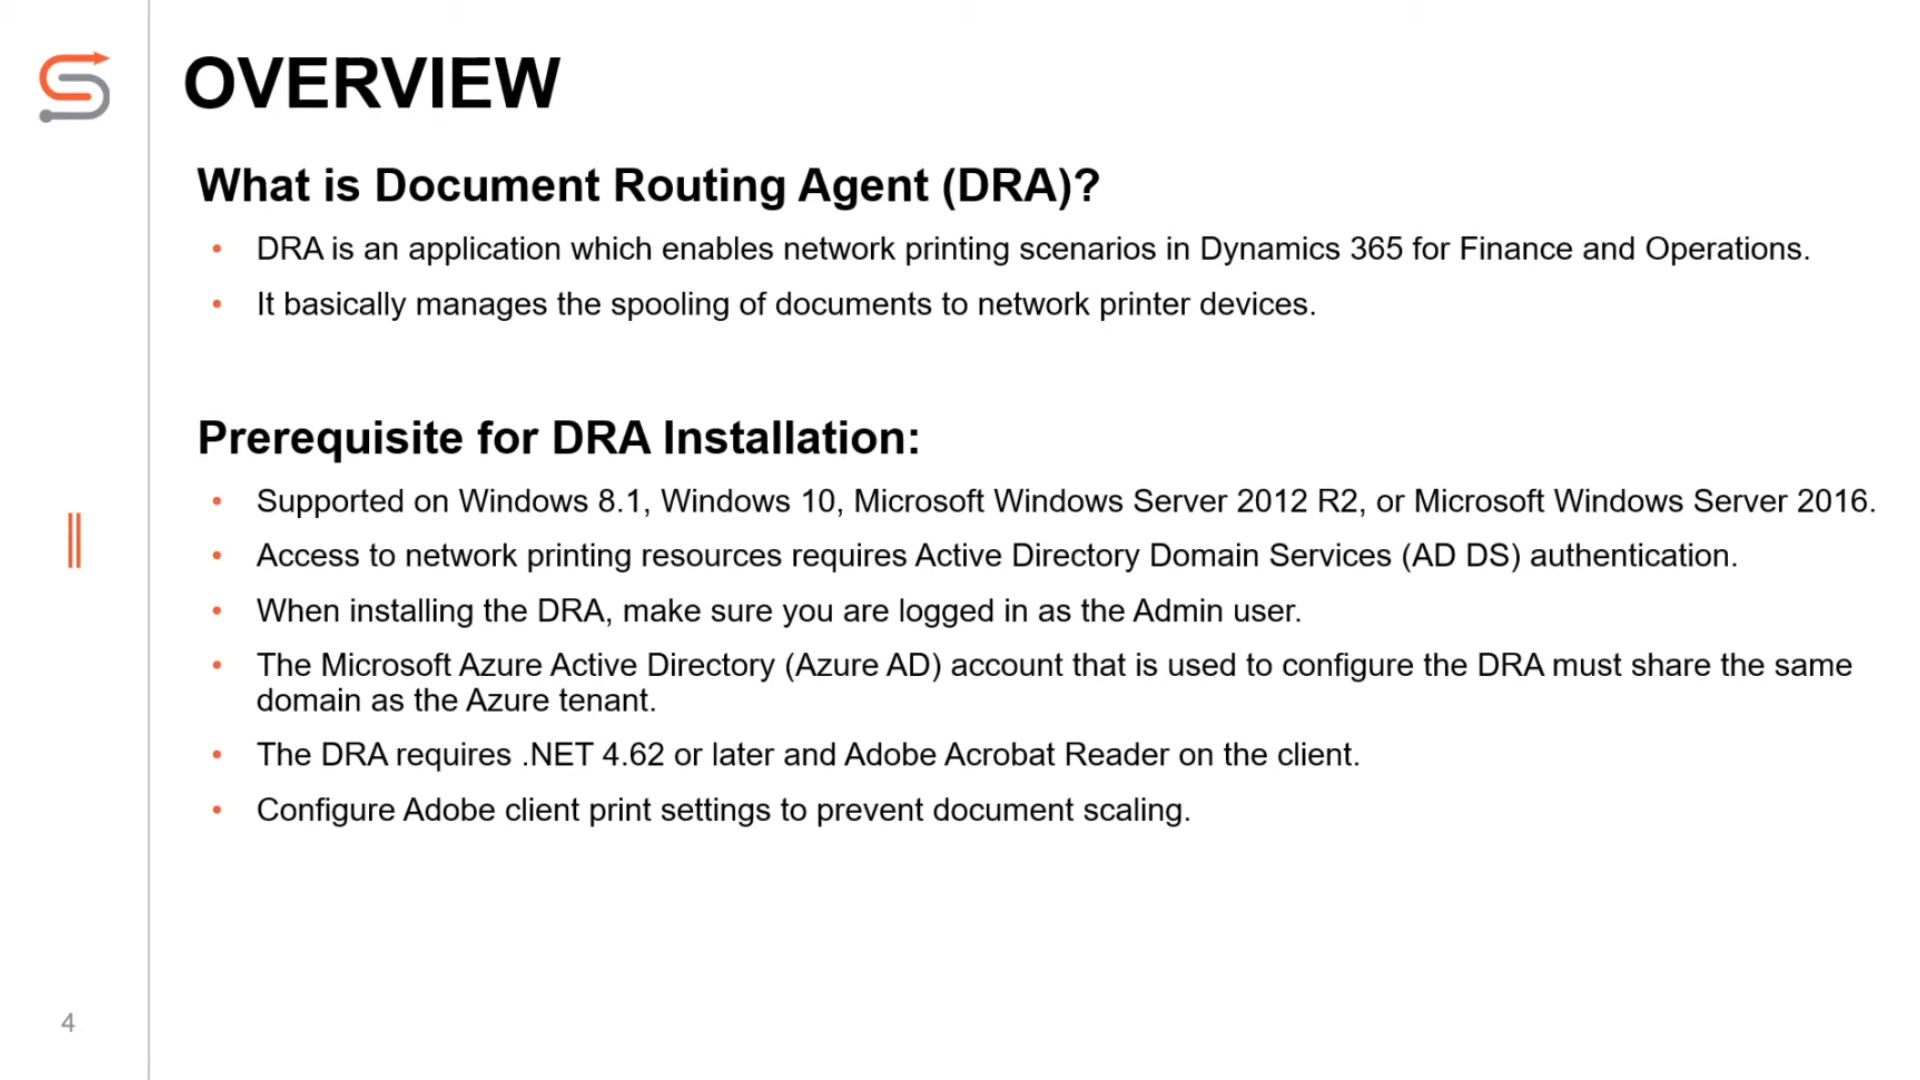 OVERVIEW
What is Document Routing Agent (DRA)?
• DRA is an application which enables network printing scenarios in Dynamics 365 for Finance and Operations.
• It basically manages the spooling of documents to network printer devices.
Prerequisite for DRA Installation:
• Supported on Windows 8.1, Windows 10, Microsoft Windows Server 2012 R2, or Microsoft Windows Server 2016.
• Access to network printing resources requires Active Directory Domain Services (AD DS) authentication.
• When installing the DRA, make sure you are logged in as the Admin user.
• The Microsoft Azure Active Directory (Azure AD) account that is used to configure the DRA must share the same
domain as the Azure tenant.
• The DRA requires .NET 4.62 or later and Adobe Acrobat Reader on the client.
• Configure Adobe client print settings to prevent document scaling.
4